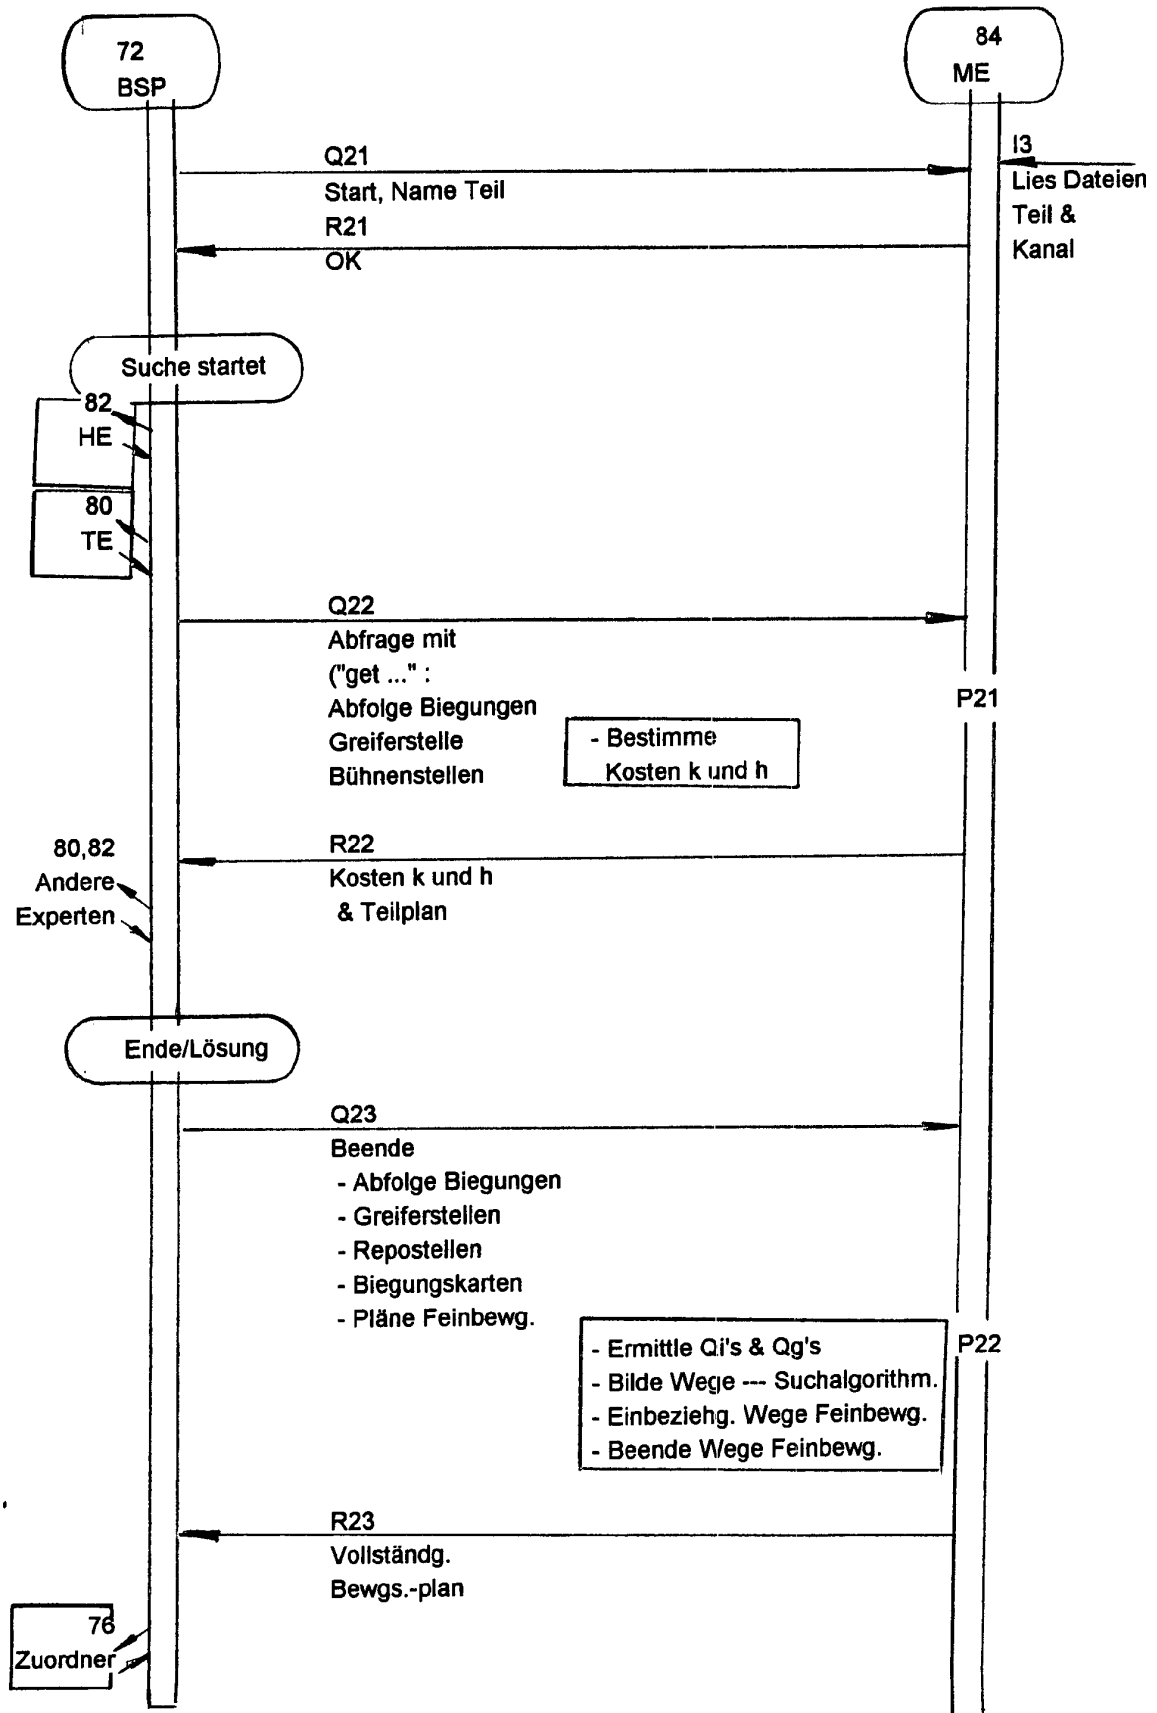 72
BSP
84
ME
Q21
Start, Name Teil
R21
OK
I3
Lies Dateien
Teil &
Kanal
Suche startet
82
HE
80
TE
Q22
Abfrage mit
("get ..." :
Abfolge Biegungen
Greiferstelle
Bühnenstellen
P21
- Bestimme
Kosten k und h
R22
Kosten k und h
& Teilplan
80,82
Andere
Experten
Ende/Lösung
Q23
Beende
- Abfolge Biegungen
- Greiferstellen
- Repostellen
- Biegungskarten
- Pläne Feinbewg.
P22
- Ermittle Qi's & Qg's
- Bilde Wege --- Suchalgorithm.
- Einbeziehg. Wege Feinbewg.
- Beende Wege Feinbewg.
R23
Vollständg.
Bewgs.-plan
76
Zuordner